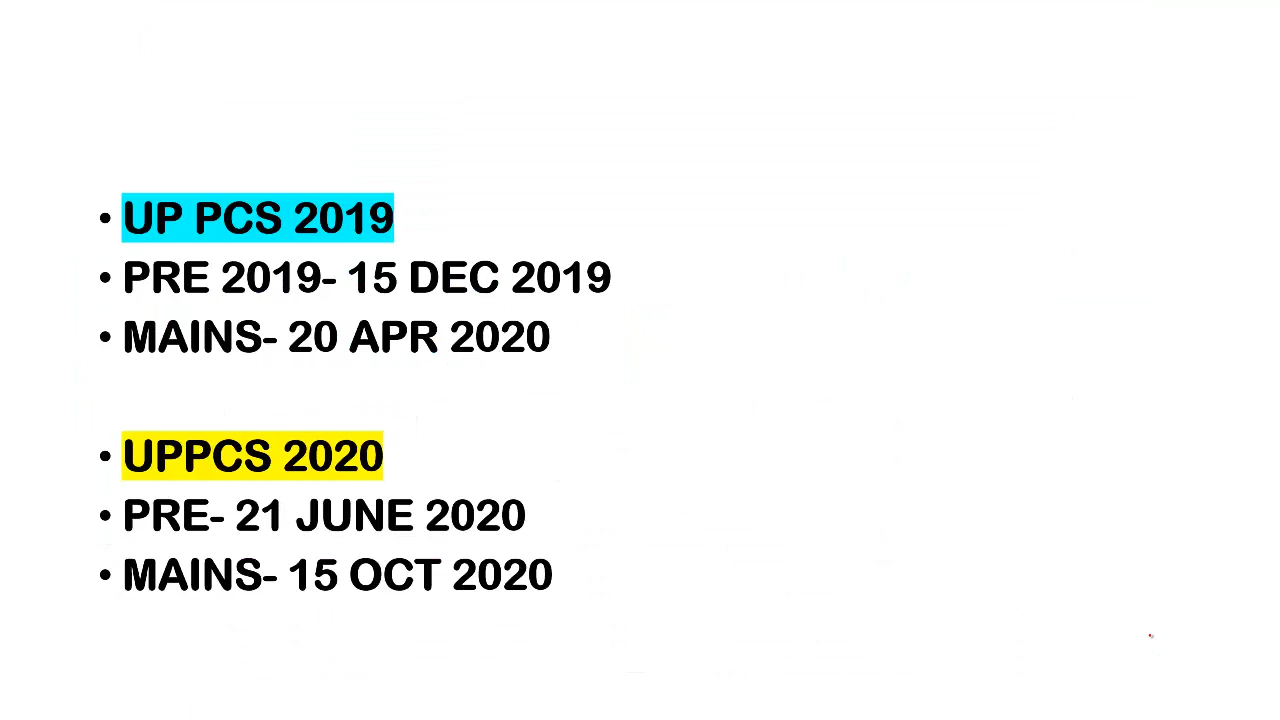 • UP PCS 2019
• PRE 2019- 15 DEC 2019
• MAINS- 20 APR 2020
• UPPCS 2020
• PRE- 21 JUNE 2020
• MAINS- 15 OCT 2020